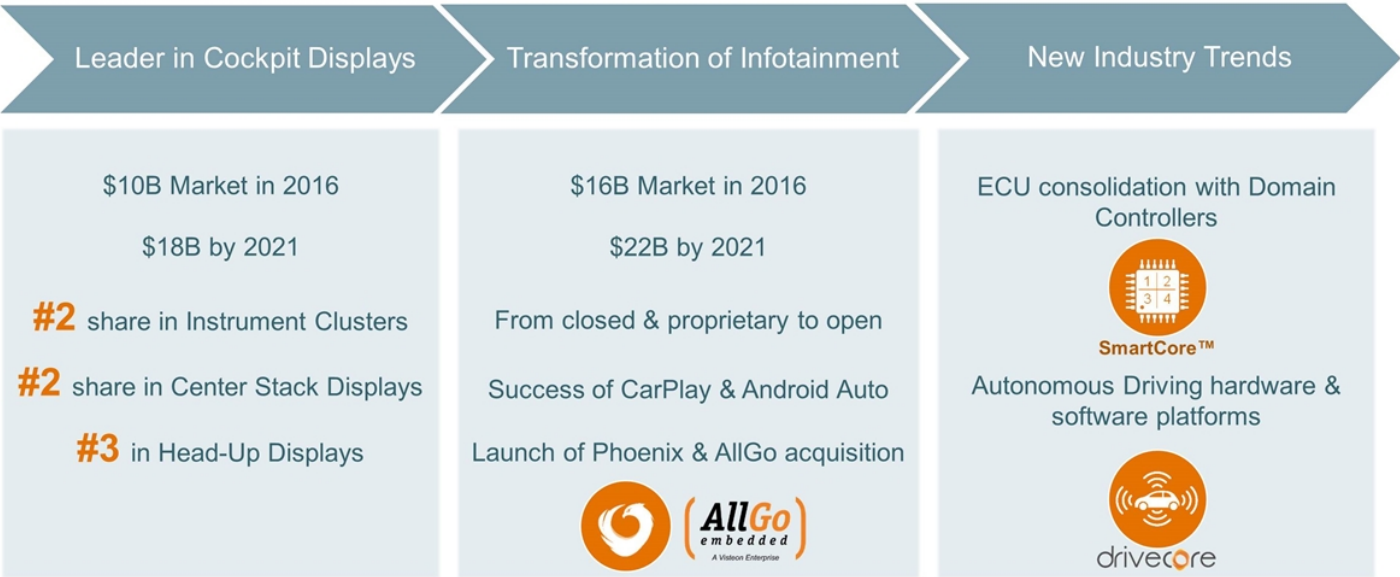 Leader in Cockpit Displays
Transformation of Infotainment
New Industry Trends
$10B Market in 2016
$18B by 2021
#2 share in Instrument Clusters
#2 share in Center Stack Displays
#3 in Head-Up Displays
$16B Market in 2016
$22B by 2021
From closed & proprietary to open
Success of CarPlay & Android Auto
Launch of Phoenix & AllGo acquisition
AllGo
embedded
A Visteon Enterprise
ECU consolidation with Domain
Controllers
1 2
3 4
SmartCore™
Autonomous Driving hardware &
software platforms
drivecore